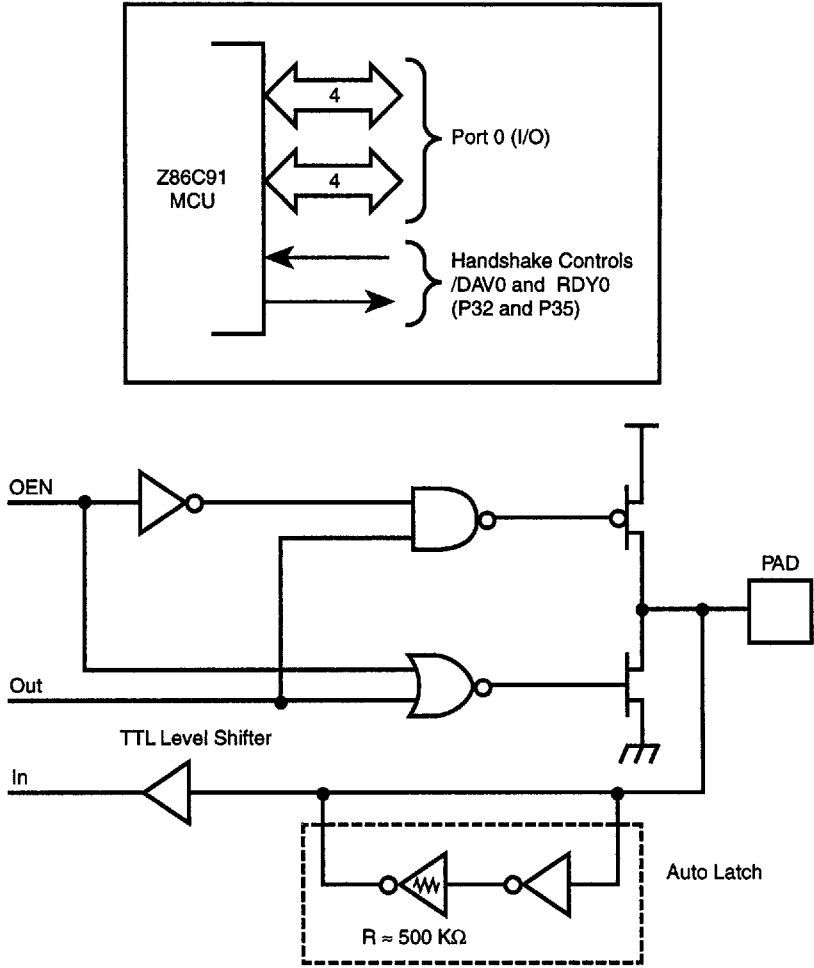 4
Port 0 (I/O)
Z86C91
MCU
4
Handshake Controls
/DAV0 and RDY0
(P32 and P35)
OEN
PAD
Out
TTL Level Shifter
In
Auto Latch
R ≈ 500 KΩ